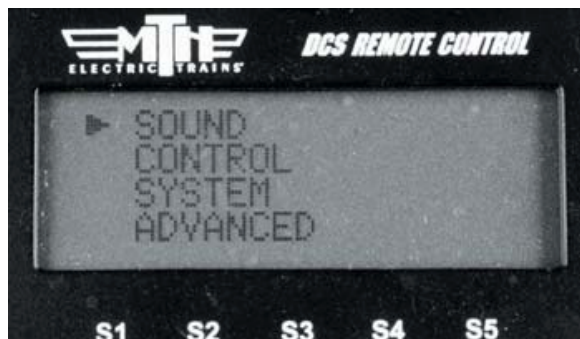 MTH DCS REMOTE CONTROL
ELECTRIC TRAINS
SOUND
CONTROL
SYSTEM
ADVANCED
S1 S2 S3 S4 S5